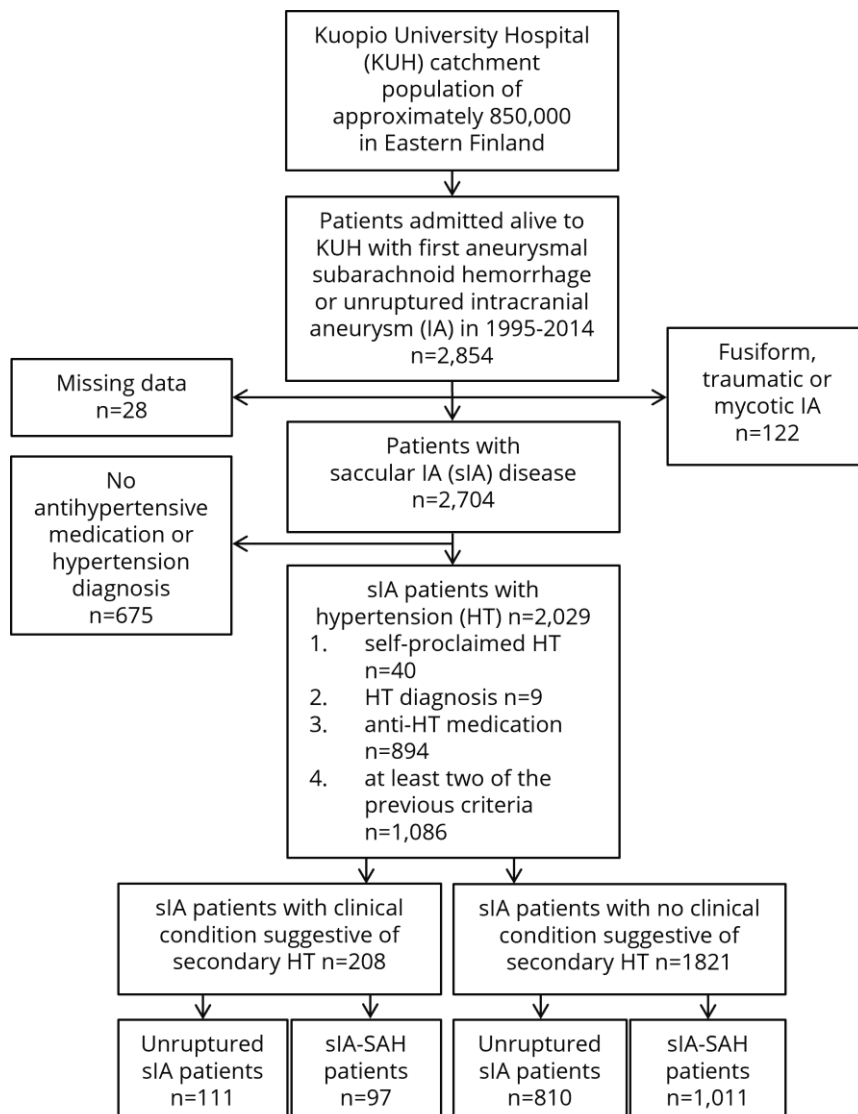 Kuopio University Hospital
(KUH) catchment
population of
approximately 850,000
in Eastern Finland
Patients admitted alive to
KUH with first aneurysmal
subarachnoid hemorrhage
or unruptured intracranial
aneurysm (IA) in 1995-2014
n=2,854
Missing data
n=28
Fusiform,
traumatic or
mycotic IA
n=122
Patients with
saccular IA (sIA) disease
n=2,704
No
antihypertensive
medication or
hypertension
diagnosis
n=675
sIA patients with
hypertension (HT) n=2,029
1. self-proclaimed HT
n=40
2. HT diagnosis n=9
3. anti-HT medication
n=894
4. at least two of the
previous criteria
n=1,086
sIA patients with clinical
condition suggestive of
secondary HT n=208
sIA patients with no clinical
condition suggestive of
secondary HT n=1821
Unruptured
sIA patients
n=111
sIA-SAH
patients
n=97
Unruptured
sIA patients
n=810
sIA-SAH
patients
n=1,011